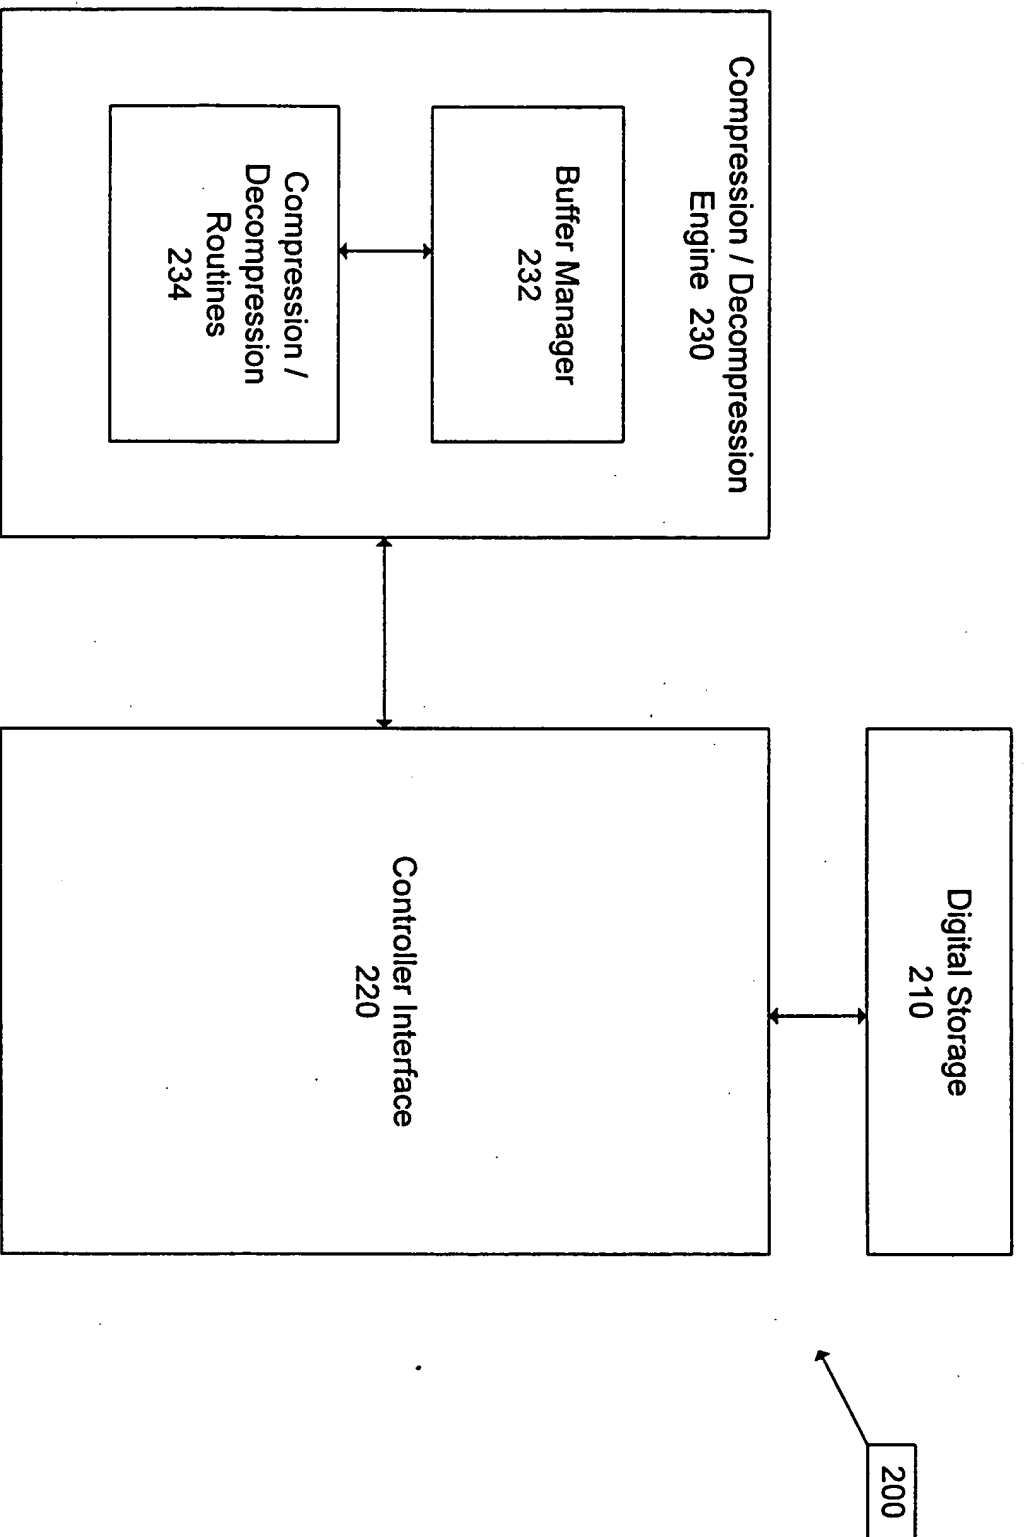 200
Digital Storage
210
Compression / Decompression
Engine 230
Buffer Manager
232
Compression /
Decompression
Routines
234
Controller Interface
220